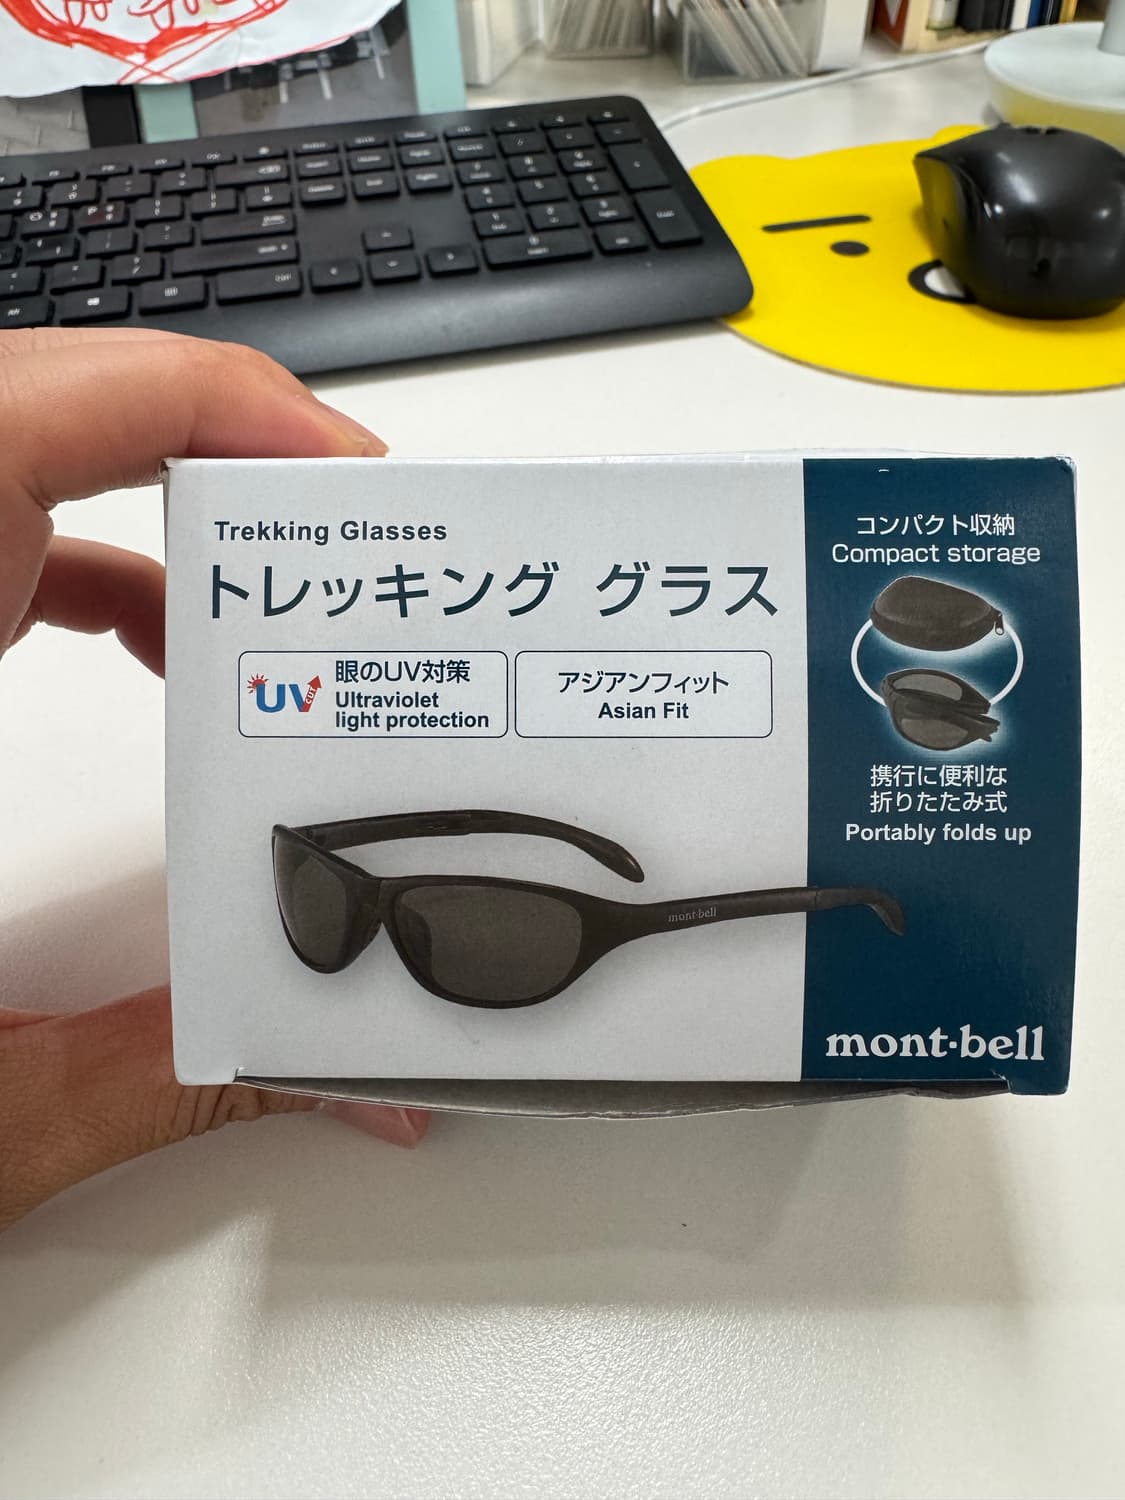 Trekking Glasses
トレッキング グラス
UV CUT
眼のUV対策
Ultraviolet
light protection
アジアンフィット
Asian Fit
mont·bell
コンパクト収納
Compact storage
携行に便利な
折りたたみ式
Portably folds up
mont·bell